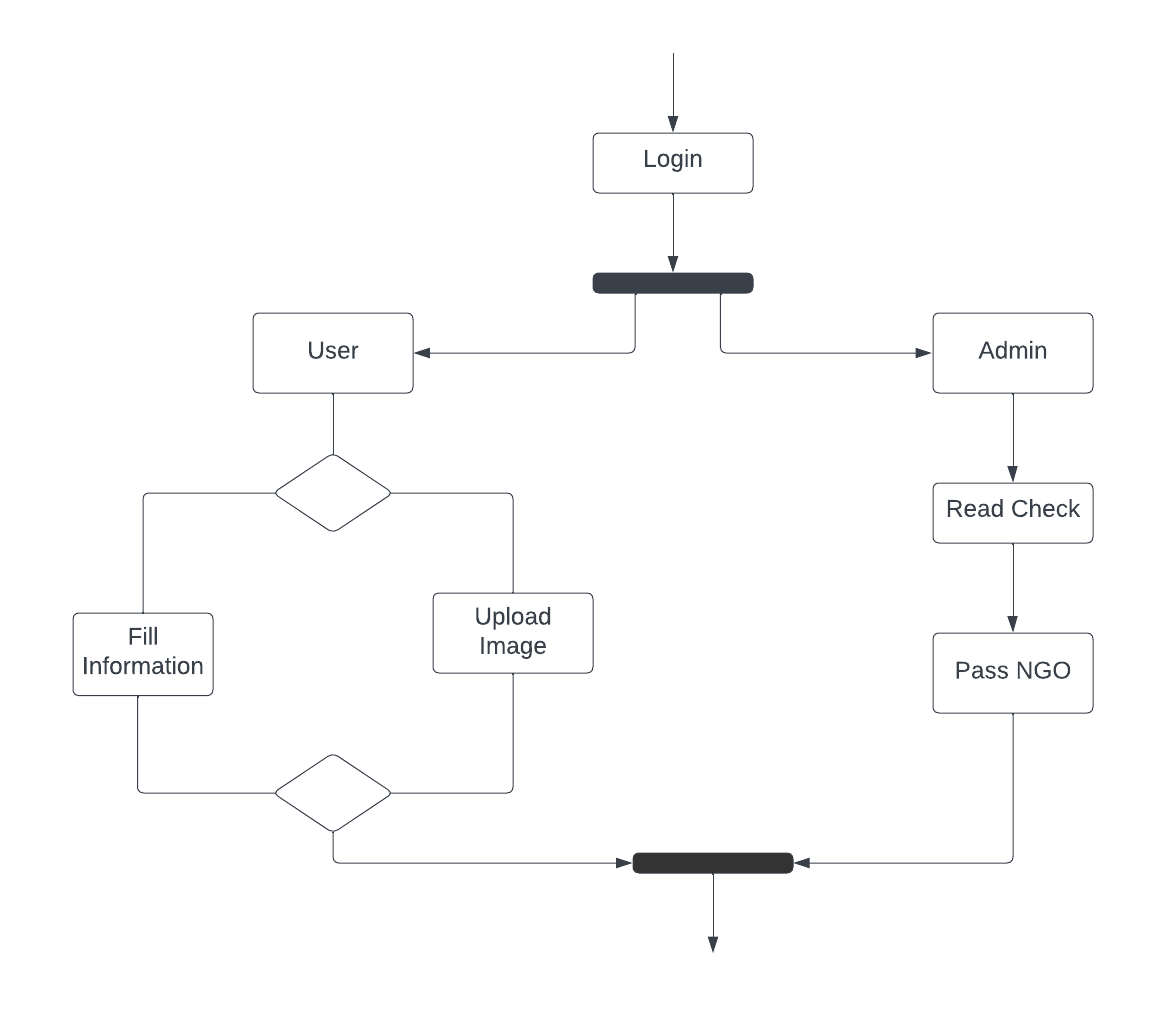 Login
User
Admin
Read Check
Upload
Image
Fill
Information
Pass NGO